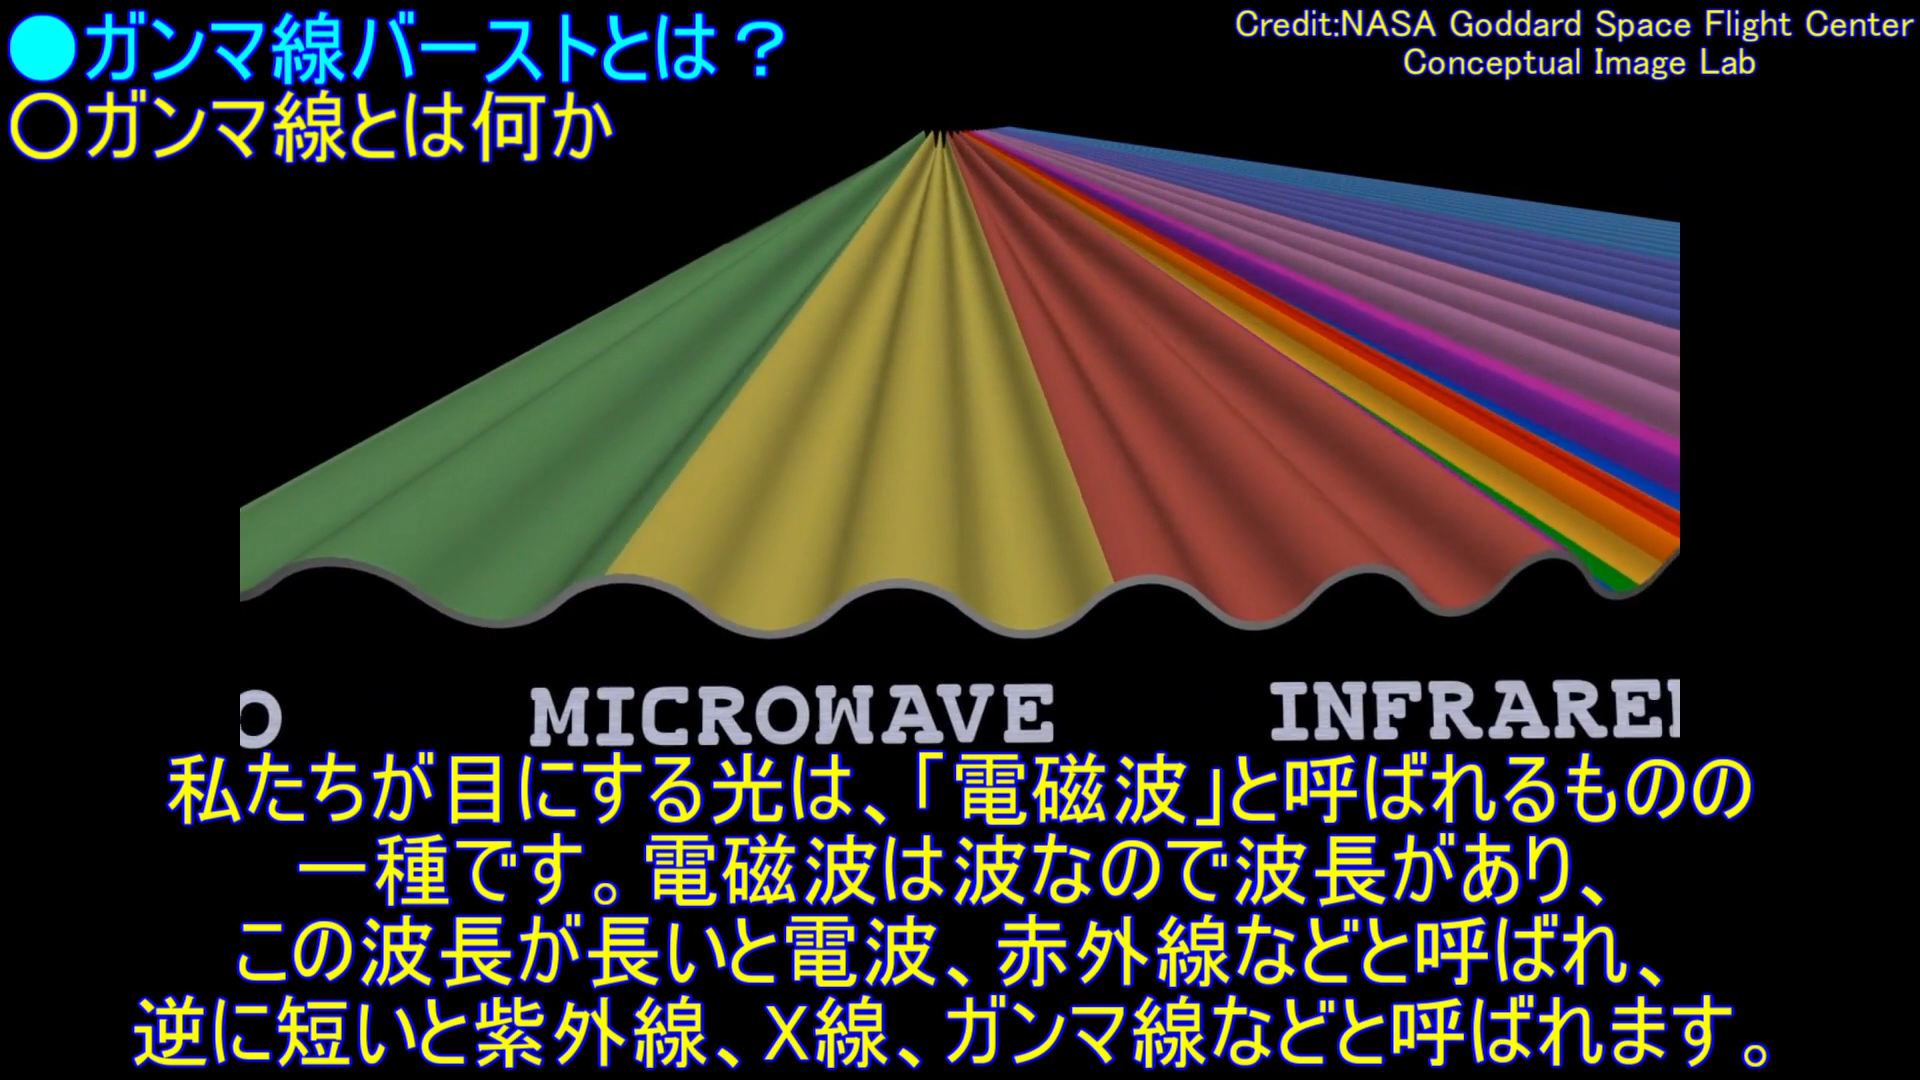 ●ガンマ線バーストとは？
○ガンマ線とは何か
Credit:NASA Goddard Space Flight Center
Conceptual Image Lab
O MICROWAVE INFRARE
私たちが目にする光は、「電磁波」と呼ばれるものの
一種です。電磁波は波なので波長があり、
この波長が長いと電波、赤外線などと呼ばれ、
逆に短いと紫外線、X線、ガンマ線などと呼ばれます。